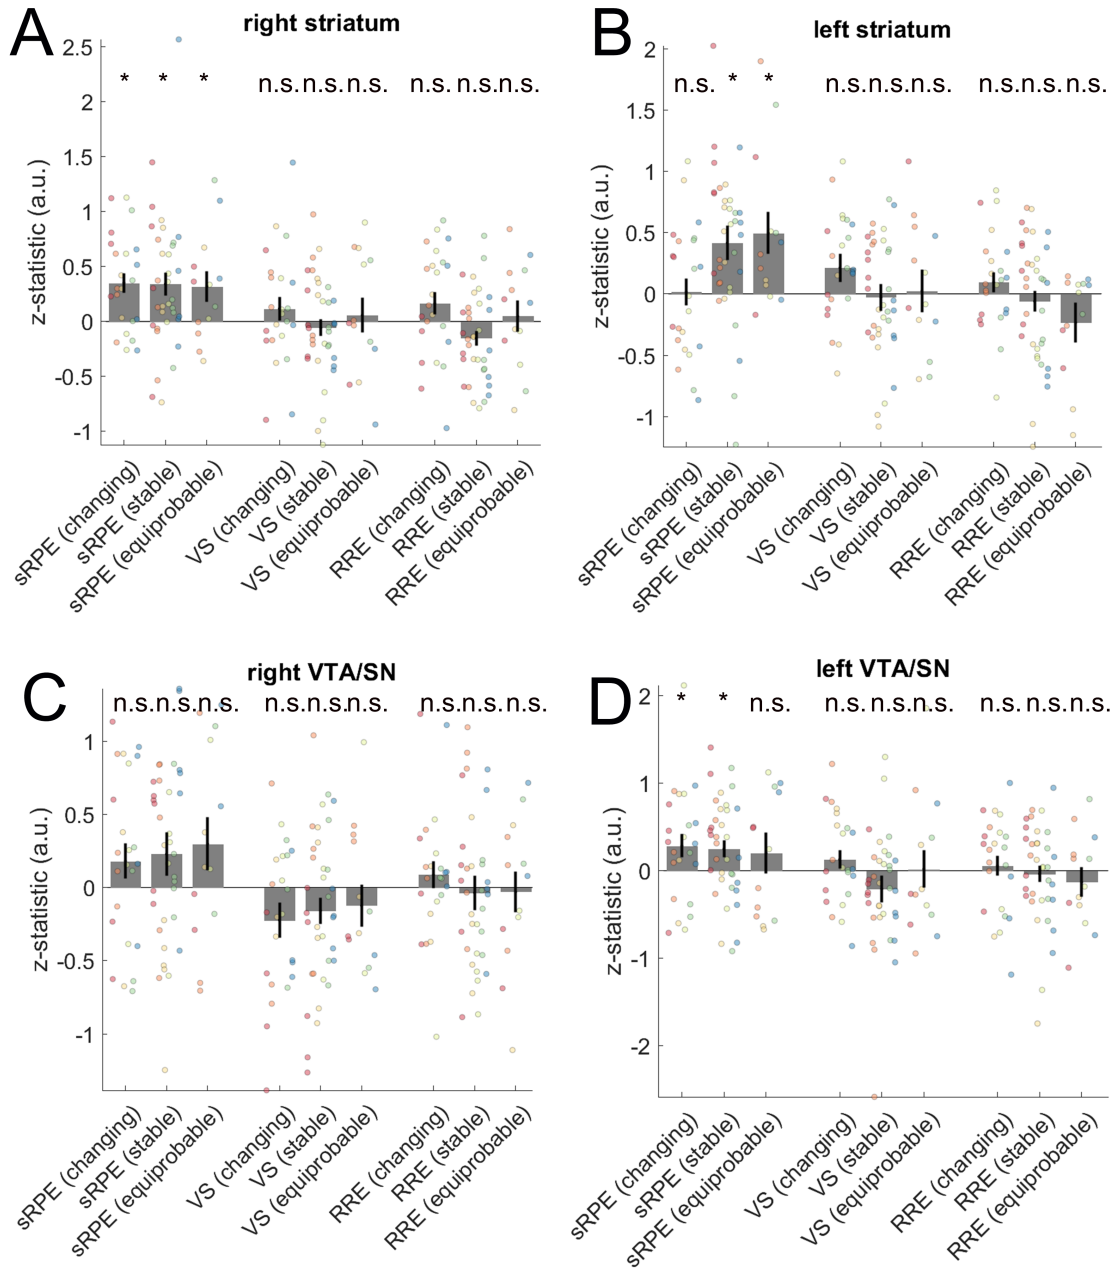 A
right striatum
2.5
2
1.5
1
0.5
0
-0.5
-1
z-statistic (a.u.)
* * * n.s. n.s. n.s. n.s. n.s. n.s.
sRPE (changing)
sRPE (stable)
sRPE (equiprobable)
VS (changing)
VS (stable)
VS (equiprobable)
RRE (changing)
RRE (stable)
RRE (equiprobable)
B
left striatum
2
1.5
1
0.5
0
-0.5
-1
z-statistic (a.u.)
n.s. * * n.s. n.s. n.s. n.s. n.s. n.s.
sRPE (changing)
sRPE (stable)
sRPE (equiprobable)
VS (changing)
VS (stable)
VS (equiprobable)
RRE (changing)
RRE (stable)
RRE (equiprobable)
C
right VTA/SN
n.s. n.s. n.s. n.s. n.s. n.s. n.s. n.s. n.s.
1
0.5
0
-0.5
-1
z-statistic (a.u.)
sRPE (changing)
sRPE (stable)
sRPE (equiprobable)
VS (changing)
VS (stable)
VS (equiprobable)
RRE (changing)
RRE (stable)
RRE (equiprobable)
D
left VTA/SN
* * n.s. n.s. n.s. n.s. n.s. n.s. n.s.
2
1
0
-1
-2
z-statistic (a.u.)
sRPE (changing)
sRPE (stable)
sRPE (equiprobable)
VS (changing)
VS (stable)
VS (equiprobable)
RRE (changing)
RRE (stable)
RRE (equiprobable)